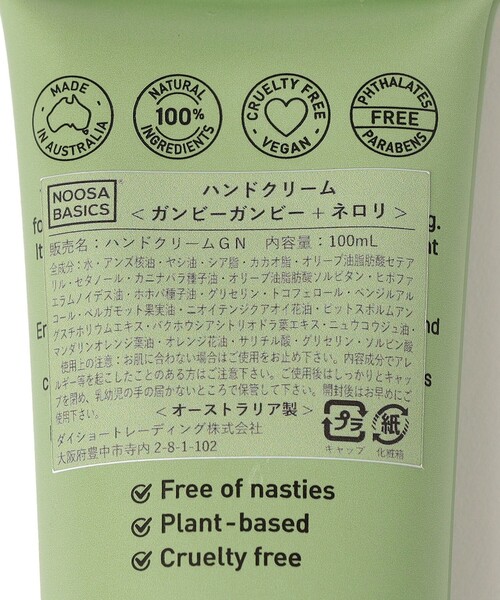 MADE
IN AUSTRALIA
NATURAL
100%
INGREDIENTS
CRUELTY FREE
VEGAN
PHTHALATES
FREE
PARABENS
NOOSA
BASICS
ハンドクリーム
＜ガンビーガンビー＋ネロリ＞
販売名：ハンドクリームＧＮ　内容量：100mL
全成分：水・アンズ核油・ヤシ油・シア脂・カカオ脂・オリーブ油脂肪酸セテア
リル・セタノール・カニナバラ種子油・オリーブ油脂肪酸ソルビタン・ヒポファ
エラムノイデス油・ホホバ種子油・グリセリン・トコフェロール・ベンジルアル
コール・ベルガモット果実油・ニオイテンジクアオイ花油・ピットスポルムアン
グスチホリウムエキス・バクホウシアシトリオドラ葉エキス・ニュウコウジュ油・
マンダリンオレンジ葉油・オレンジ花油・サリチル酸・グリセリン・ソルビン酸
使用上の注意：お肌に合わない場合はご使用をお止め下さい。内容成分でアレ
ルギー等を起こしたことのある方はご注意下さい。ご使用後はしっかりとキャッ
プを閉め、乳幼児の手の届かないところで保管して下さい。開封後はお早めにご
使用下さい。
＜オーストラリア製＞
ダイショートレーディング株式会社
大阪府豊中市寺内 2-8-1-102
プラ
キャップ
紙
化粧箱
Free of nasties
Plant-based
Cruelty free